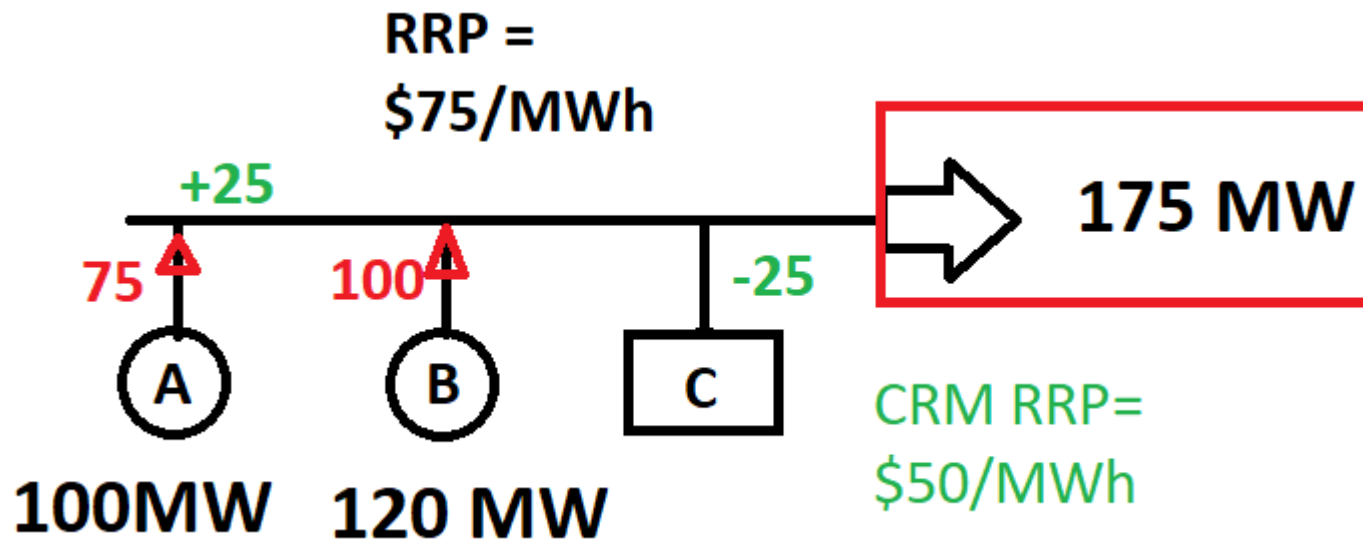 RRP =
$75/MWh
+25
175 MW
75
100
-25
A
B
C
CRM RRP=
$50/MWh
100MW
120 MW